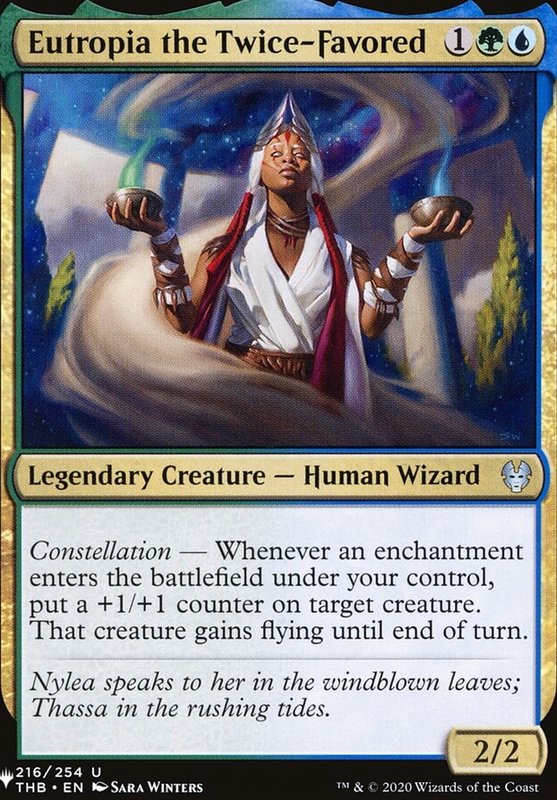 Eutropia the Twice-Favored 1
Legendary Creature — Human Wizard
Constellation — Whenever an enchantment
enters the battlefield under your control,
put a +1/+1 counter on target creature.
That creature gains flying until end of turn.
Nylea speaks to her in the windblown leaves;
Thassa in the rushing tides.
2/2
216/254 U
THB • EN Sara Winters
™ & © 2020 Wizards of the Coast